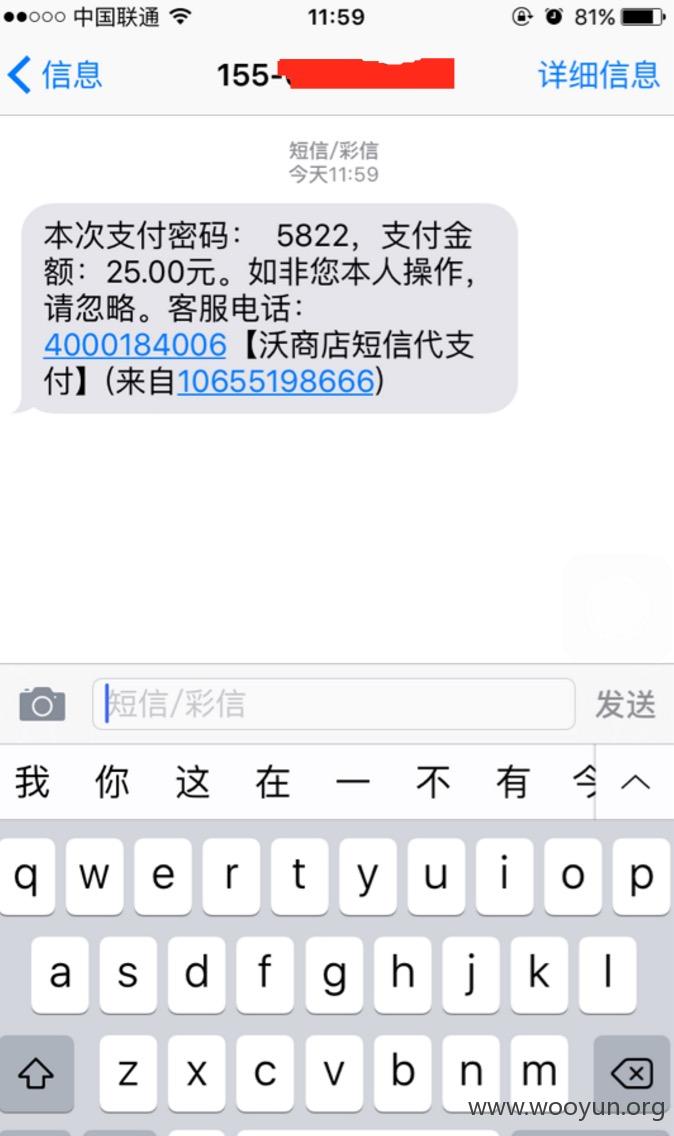 中国联通 11:59 81%
信息 155- 详细信息
短信/彩信
今天11:59
本次支付密码： 5822，支付金
额：25.00元。如非您本人操作，
请忽略。客服电话：
4000184006【沃商店短信代支
付】(来自10655198666)
短信/彩信 发送
我 你 这 在 一 不 有 今
q w e r t y u i o p
a s d f g h j k l
z x c v b n m
www.wooyun.org